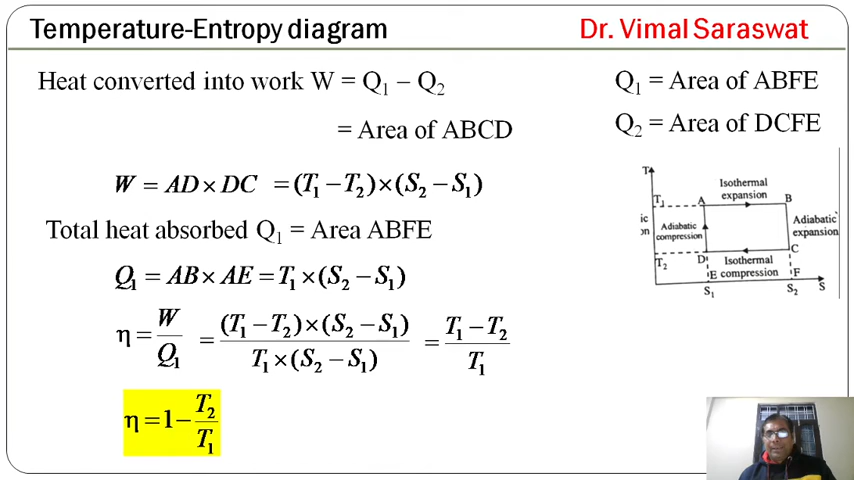 Temperature-Entropy diagram
Dr. Vimal Saraswat
Heat converted into work W = Q₁ – Q₂
= Area of ABCD
W = AD × DC = (T₁ − T₂) × (S₂ − S₁)
Total heat absorbed Q₁ = Area ABFE
Q₁ = AB × AE = T₁ × (S₂ − S₁)
η = W/Q₁ = (T₁ − T₂) × (S₂ − S₁) / T₁ × (S₂ − S₁) = T₁ − T₂ / T₁
η = 1 − T₂/T₁
Q₁ = Area of ABFE
Q₂ = Area of DCFE
T
Isothermal
expansion
T₁
A
B
ic
on
Adiabatic
compression
Adiabatic
expansion
C
T₂
D
Isothermal
compression
E
F
S₁
S₂
S